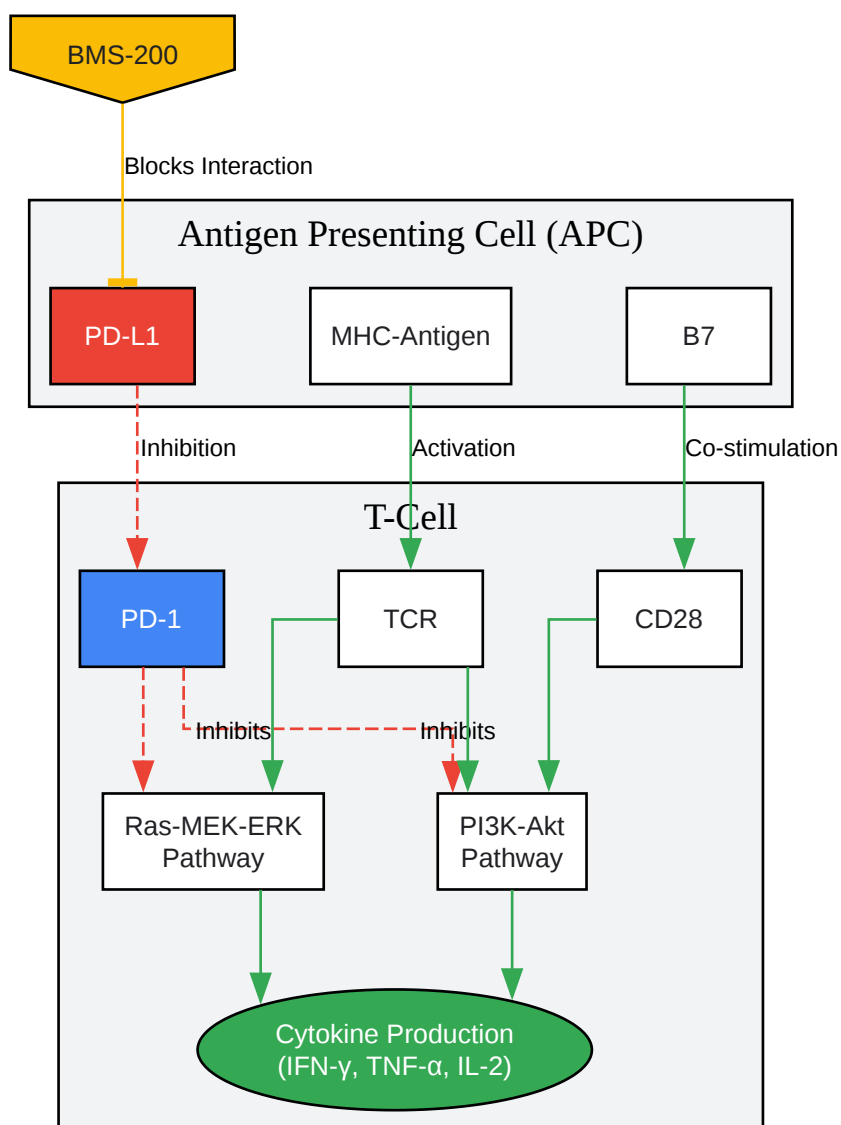 BMS-200
Blocks Interaction
Antigen Presenting Cell (APC)
PD-L1
MHC-Antigen
B7
Inhibition
Activation
Co-stimulation
T-Cell
PD-1
TCR
CD28
Inhibits
Inhibits
Ras-MEK-ERK
Pathway
PI3K-Akt
Pathway
Cytokine Production
(IFN-γ, TNF-α, IL-2)